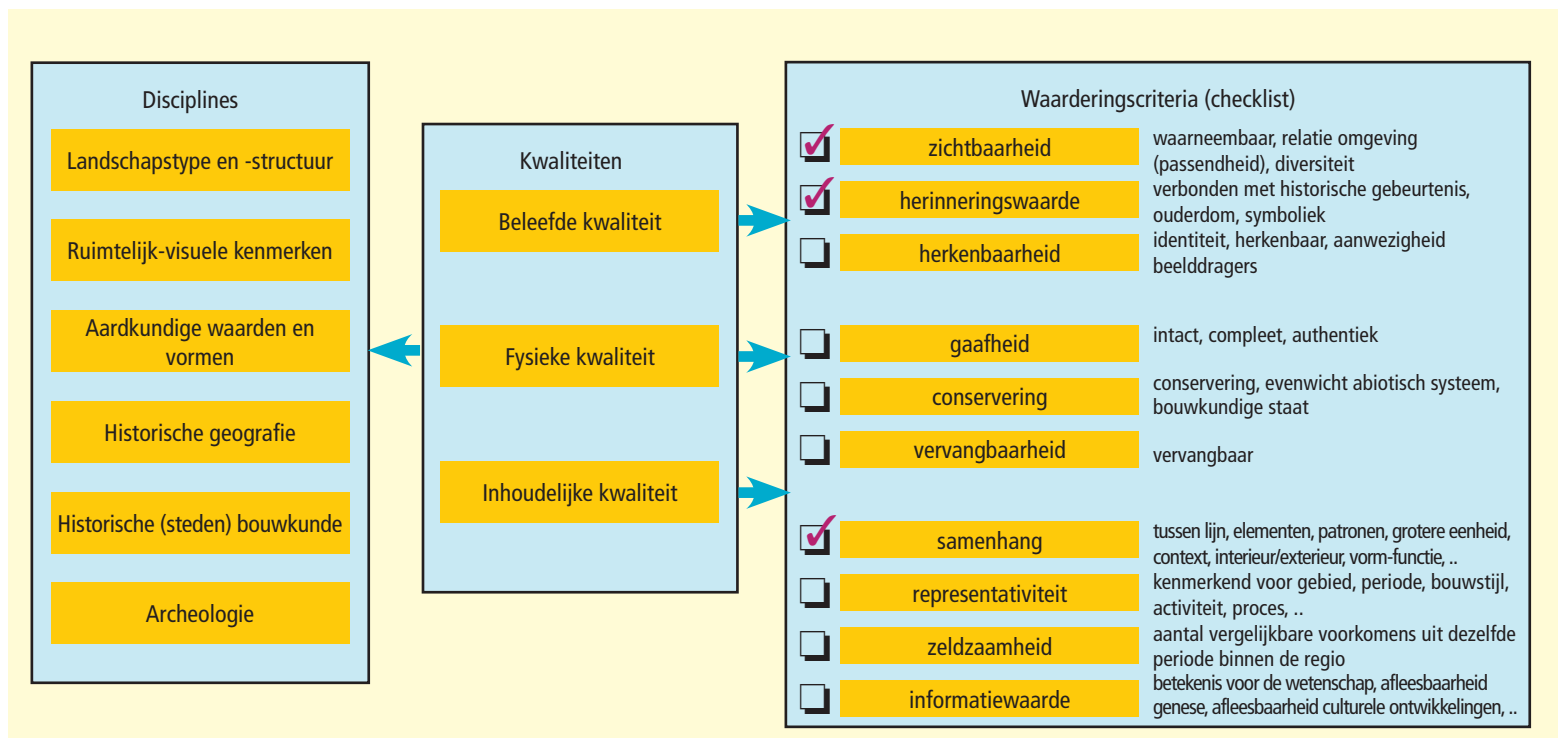 Disciplines
Landschapstype en -structuur
Ruimtelijk-visuele kenmerken
Aardkundige waarden en
vormen
Historische geografie
Historische (steden) bouwkunde
Archeologie
Kwaliteiten
Beleefde kwaliteit
Fysieke kwaliteit
Inhoudelijke kwaliteit
Waarderingscriteria (checklist)
zichtbaarheid
waarneembaar, relatie omgeving
(passendheid), diversiteit
herinneringswaarde
verbonden met historische gebeurtenis,
ouderdom, symboliek
herkenbaarheid
identiteit, herkenbaar, aanwezigheid
beelddragers
gaafheid
intact, compleet, authentiek
conservering
conservering, evenwicht abiotisch systeem,
bouwkundige staat
vervangbaarheid
vervangbaar
samenhang
tussen lijn, elementen, patronen, grotere eenheid,
context, interieur/exterieur, vorm-functie, ..
representativiteit
kenmerkend voor gebied, periode, bouwstijl,
activiteit, proces, ..
zeldzaamheid
aantal vergelijkbare voorkomens uit dezelfde
periode binnen de regio
informatiewaarde
betekenis voor de wetenschap, afleesbaarheid
genese, afleesbaarheid culturele ontwikkelingen, ..